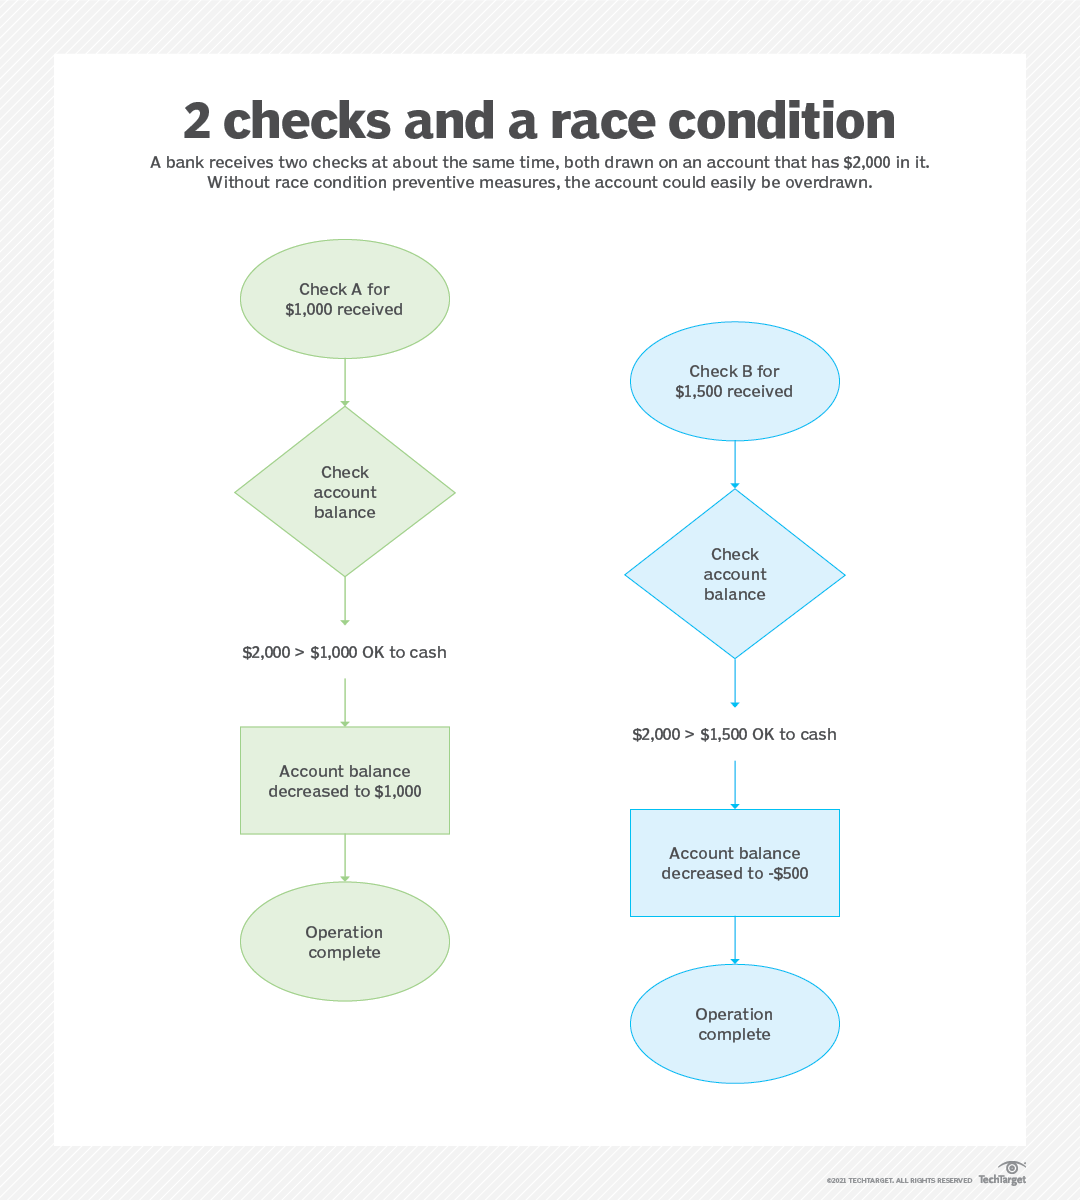 2 checks and a race condition
A bank receives two checks at about the same time, both drawn on an account that has $2,000 in it.
Without race condition preventive measures, the account could easily be overdrawn.
Check A for
$1,000 received
Check
account
balance
$2,000 > $1,000 OK to cash
Account balance
decreased to $1,000
Operation
complete
Check B for
$1,500 received
Check
account
balance
$2,000 > $1,500 OK to cash
Account balance
decreased to -$500
Operation
complete
©2021 TECHTARGET. ALL RIGHTS RESERVED
TechTarget